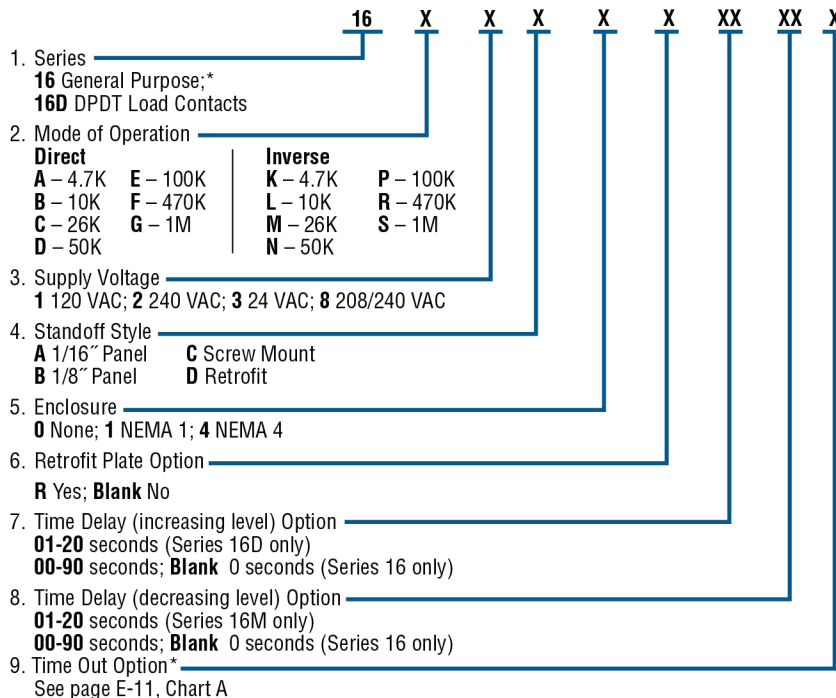 16 X X X X X XX XX X
1. Series
16 General Purpose;*
16D DPDT Load Contacts
2. Mode of Operation
Direct Inverse
A – 4.7K E – 100K K – 4.7K P – 100K
B – 10K F – 470K L – 10K R – 470K
C – 26K G – 1M M – 26K S – 1M
D – 50K N – 50K
3. Supply Voltage
1 120 VAC; 2 240 VAC; 3 24 VAC; 8 208/240 VAC
4. Standoff Style
A 1/16˝ Panel C Screw Mount
B 1/8˝ Panel D Retrofit
5. Enclosure
0 None; 1 NEMA 1; 4 NEMA 4
6. Retrofit Plate Option
R Yes; Blank No
7. Time Delay (increasing level) Option
01-20 seconds (Series 16D only)
00-90 seconds; Blank 0 seconds (Series 16 only)
8. Time Delay (decreasing level) Option
01-20 seconds (Series 16M only)
00-90 seconds; Blank 0 seconds (Series 16 only)
9. Time Out Option*
See page E-11, Chart A